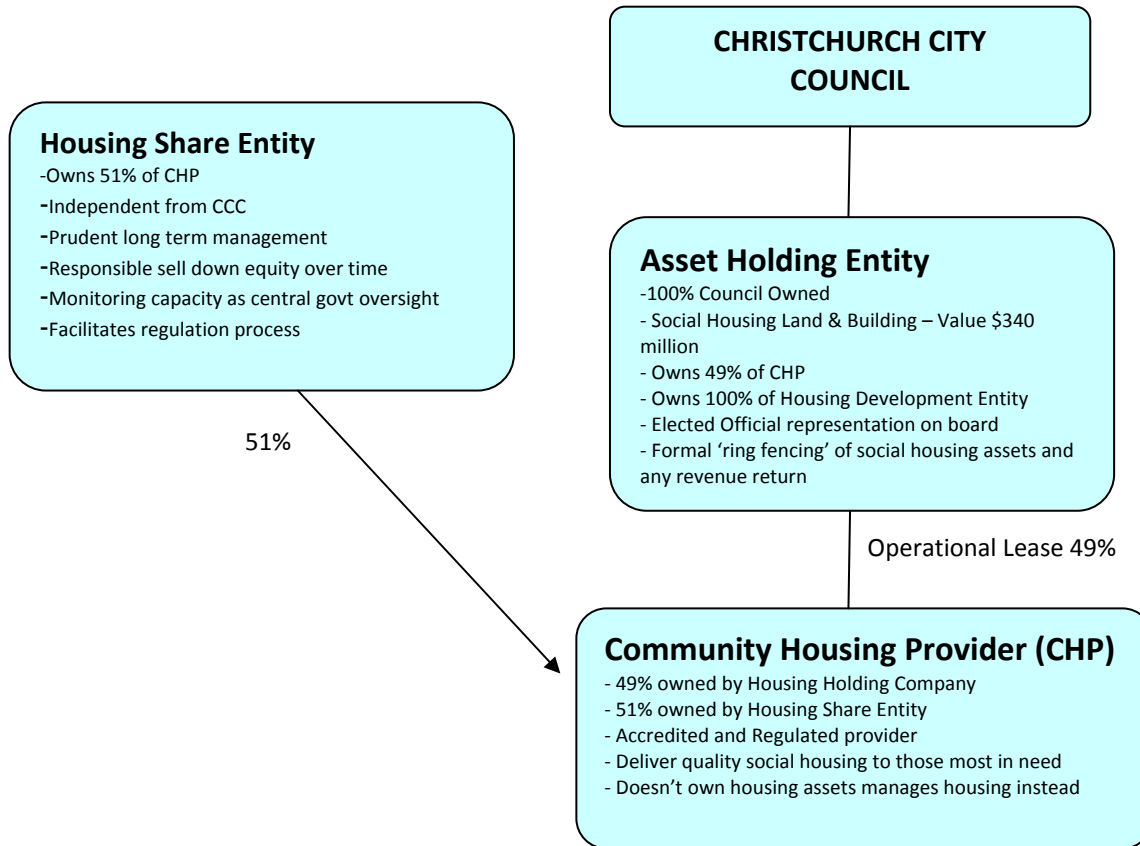 CHRISTCHURCH CITY
COUNCIL
Housing Share Entity
-Owns 51% of CHP
-Independent from CCC
-Prudent long term management
-Responsible sell down equity over time
-Monitoring capacity as central govt oversight
-Facilitates regulation process
Asset Holding Entity
-100% Council Owned
- Social Housing Land & Building – Value $340
million
- Owns 49% of CHP
- Owns 100% of Housing Development Entity
- Elected Official representation on board
- Formal ‘ring fencing’ of social housing assets and
any revenue return
51%
Operational Lease 49%
Community Housing Provider (CHP)
- 49% owned by Housing Holding Company
- 51% owned by Housing Share Entity
- Accredited and Regulated provider
- Deliver quality social housing to those most in need
- Doesn’t own housing assets manages housing instead